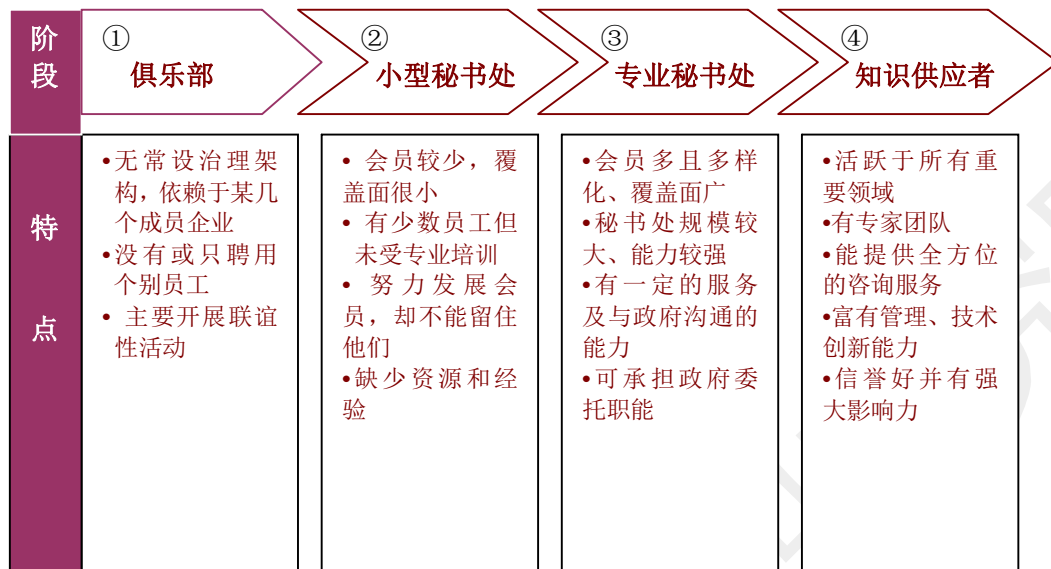 阶段
①
俱乐部
②
小型秘书处
③
专业秘书处
④
知识供应者
特点
•无常设治理架
构，依赖于某几
个成员企业
•没有或只聘用
个别员工
• 主要开展联谊
性活动
• 会员较少，覆
盖面很小
• 有少数员工但
未受专业培训
• 努力发展会
员，却不能留住
他们
•缺少资源和经
验
•会员多且多样
化、覆盖面广
•秘书处规模较
大、能力较强
•有一定的服务
及与政府沟通的
能力
•可承担政府委
托职能
•活跃于所有重
要领域
•有专家团队
•能提供全方位
的咨询服务
•富有管理、技术
创新能力
•信誉好并有强
大影响力